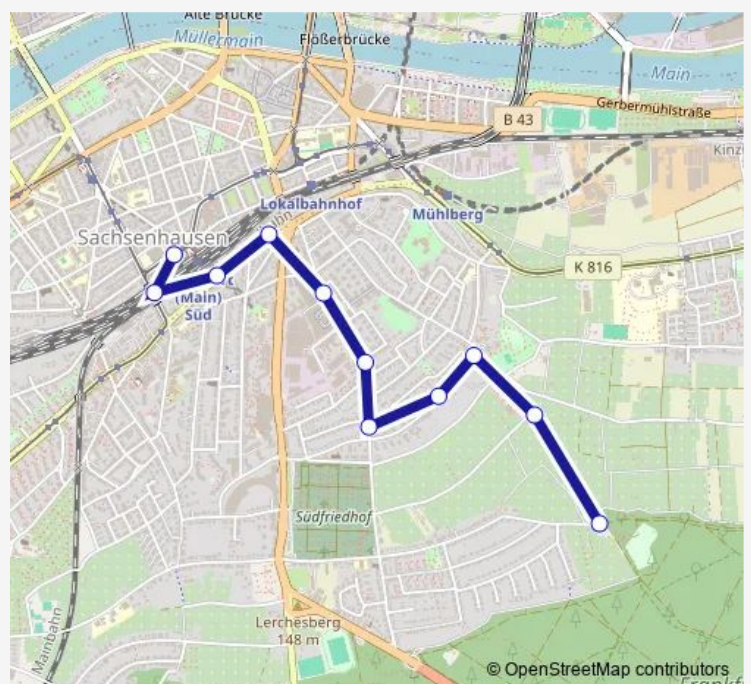 Alte Brücke
Müllermain
Flößerbrücke
Main
Gerbermühlstraße
B 43
Lokalbahnhof
Mühlberg
Sachsenhausen
K 816
(Main)
Süd
Südfriedhof
Lerchesberg
148 m
Mainbahn
© OpenStreetMap contributors